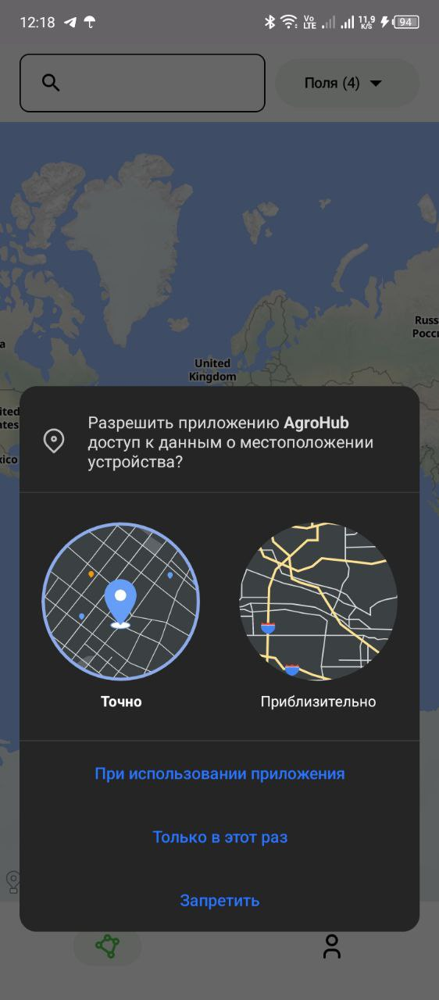 12:18
Vo
LTE
11,9
K/S
94
Поля (4)
Russ
Росси
a
United
Kingdom
ited
ates
xico
Разрешить приложению AgroHub
доступ к данным о местоположении
устройства?
Точно
Приблизительно
При использовании приложения
Только в этот раз
Запретить